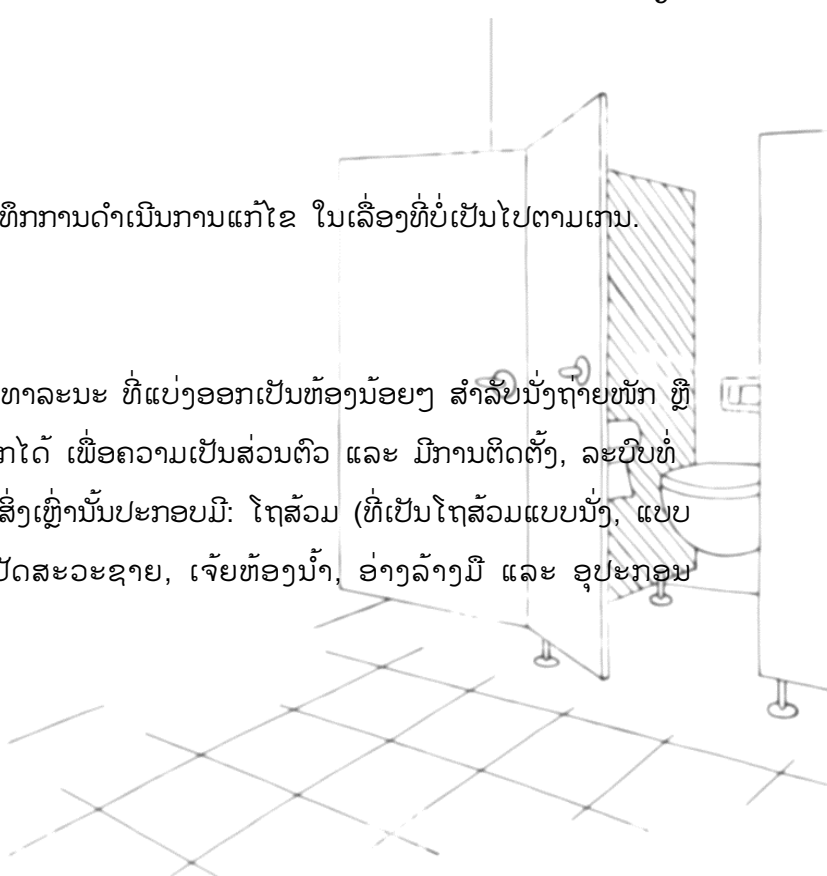 ທຶກການດຳເນີນການແກ້ໄຂ ໃນເລື່ອງທີ່ບໍ່ເປັນໄປຕາມເກນ.
ທາລະນະ ທີ່ແບ່ງອອກເປັນຫ້ອງນ້ອຍໆ ສຳລັບນັ່ງຖ່າຍໜັກ ຫຼື
ກໄດ້ ເພື່ອຄວາມເປັນສ່ວນຕົວ ແລະ ມີການຕິດຕັ້ງ, ລະບົບທໍ່
ສິ່ງເຫຼົ່ານັ້ນປະກອບມີ: ໂຖສ້ວມ (ທີ່ເປັນໂຖສ້ວມແບບນັ່ງ, ແບບ
ປັດສະວະຊາຍ, ເຈ້ຍຫ້ອງນ້ຳ, ອ່າງລ້າງມື ແລະ ອຸປະກອນ